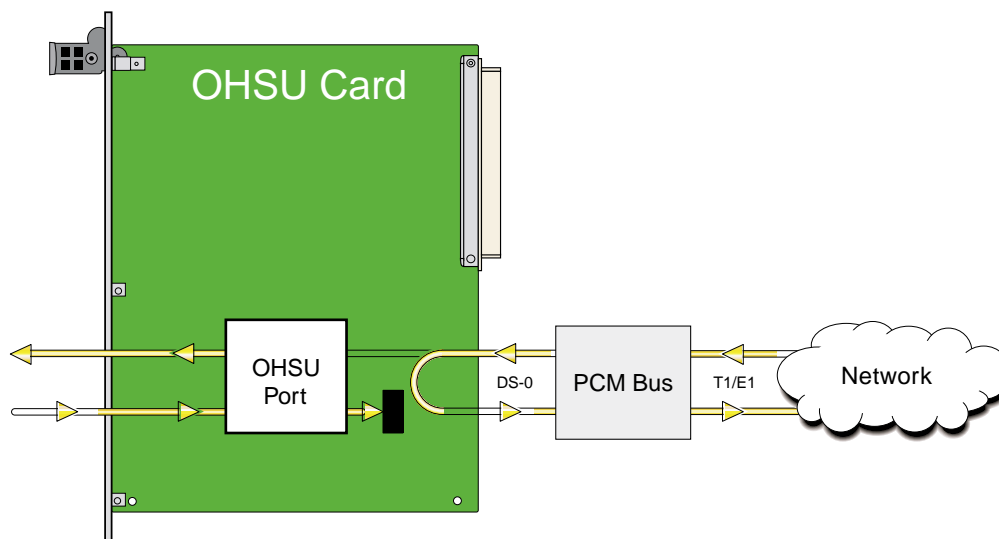 OHSU Card
OHSU
Port
DS-0
PCM Bus
T1/E1
Network